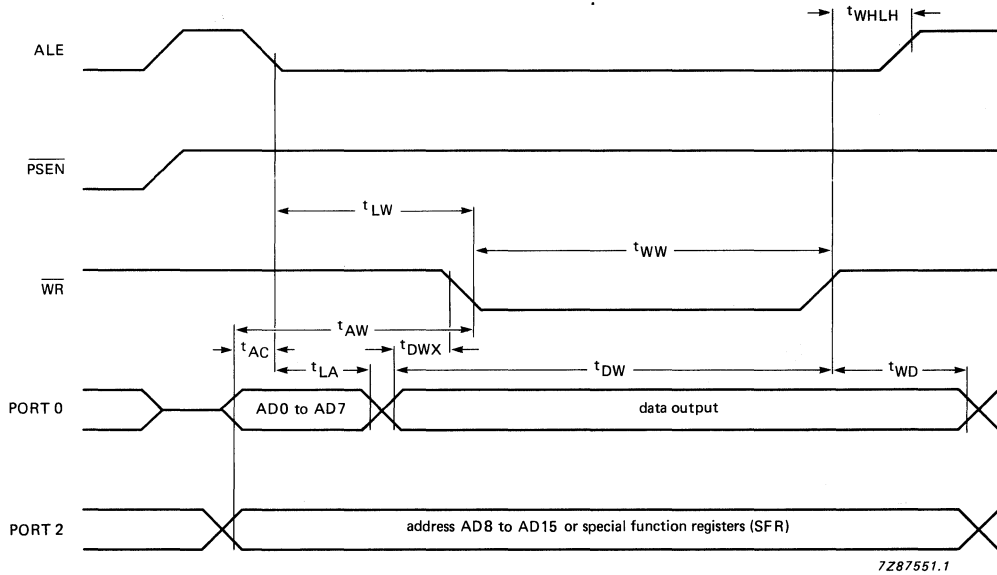 tWHLH
ALE
PSEN
tLW
tWW
WR
tAW
tAC
tDWX
tLA
tDW
tWD
PORT 0
AD0 to AD7
data output
PORT 2
address AD8 to AD15 or special function registers (SFR)
7Z87551.1